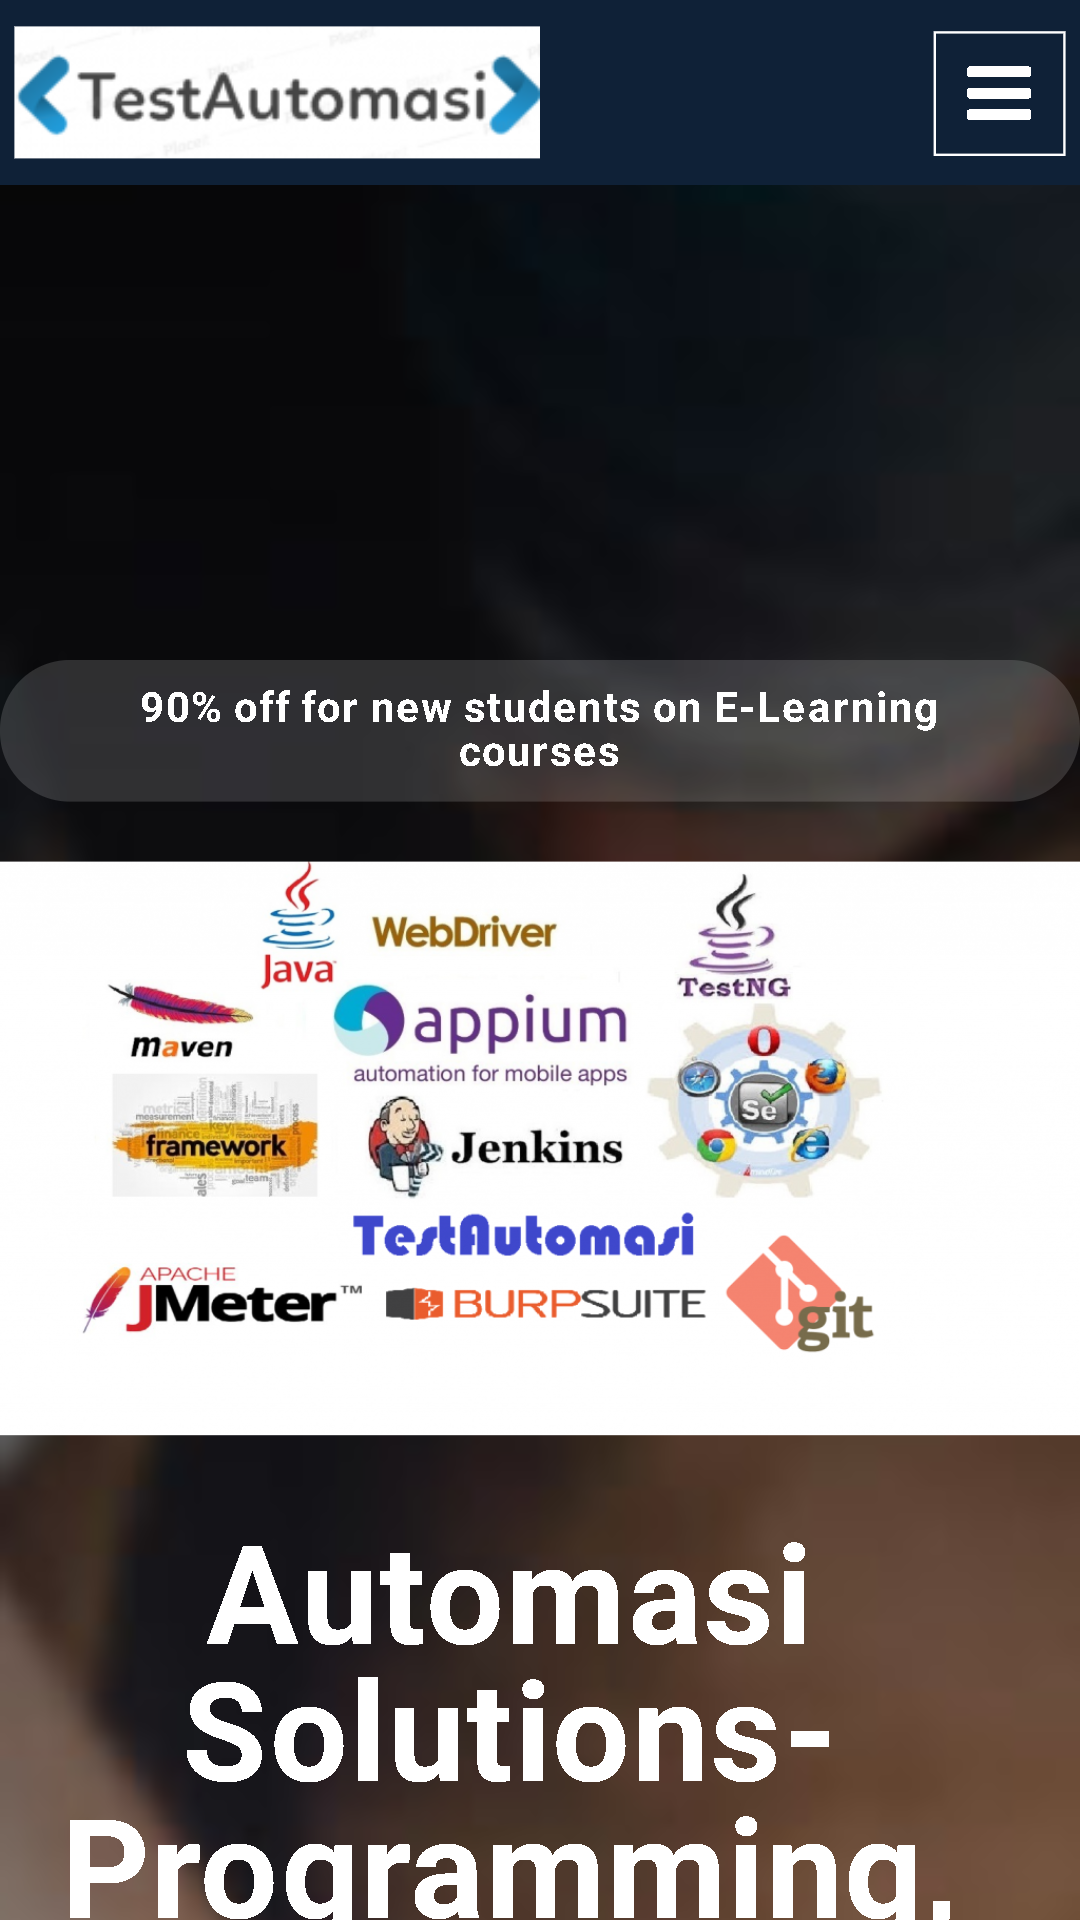 TestAutomasi
90% off for new students on E-Learning
courses
Java
WebDriver
TestNG
maven
appium
automation for mobile apps
Se
framework
Jenkins
TestAutomasi
APACHE
JMeter™
BURPSUITE
git
Automasi
Solutions-
Programming,